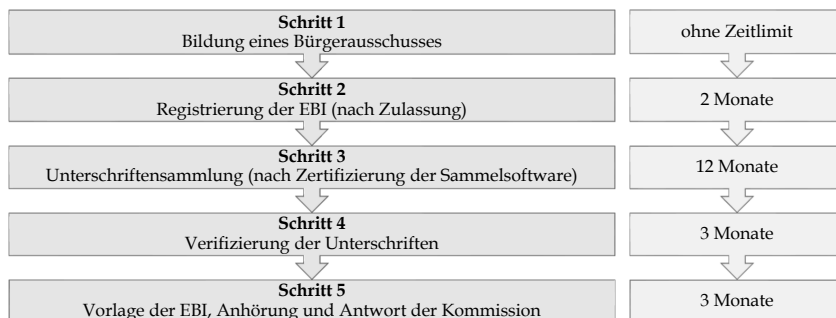 Schritt 1
Bildung eines Bürgerausschusses
ohne Zeitlimit
Schritt 2
Registrierung der EBI (nach Zulassung)
2 Monate
Schritt 3
Unterschriftensammlung (nach Zertifizierung der Sammelsoftware)
12 Monate
Schritt 4
Verifizierung der Unterschriften
3 Monate
Schritt 5
Vorlage der EBI, Anhörung und Antwort der Kommission
3 Monate